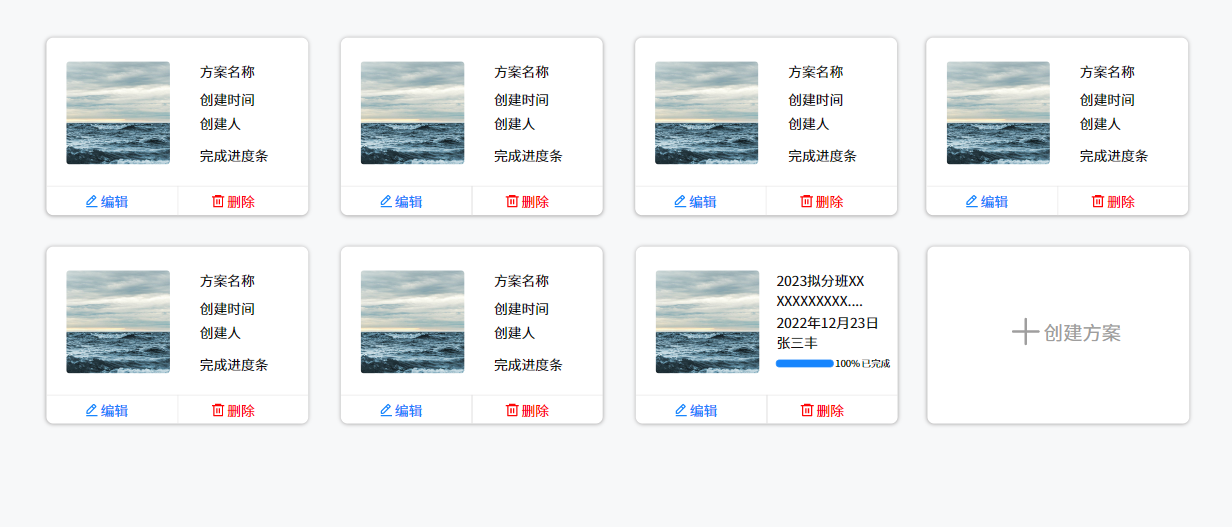 方案名称
创建时间
创建人
完成进度条
编辑 删除
方案名称
创建时间
创建人
完成进度条
编辑 删除
方案名称
创建时间
创建人
完成进度条
编辑 删除
方案名称
创建时间
创建人
完成进度条
编辑 删除
方案名称
创建时间
创建人
完成进度条
编辑 删除
方案名称
创建时间
创建人
完成进度条
编辑 删除
2023拟分班XX
XXXXXXXXX....
2022年12月23日
张三丰
100%已完成
编辑 删除
创建方案